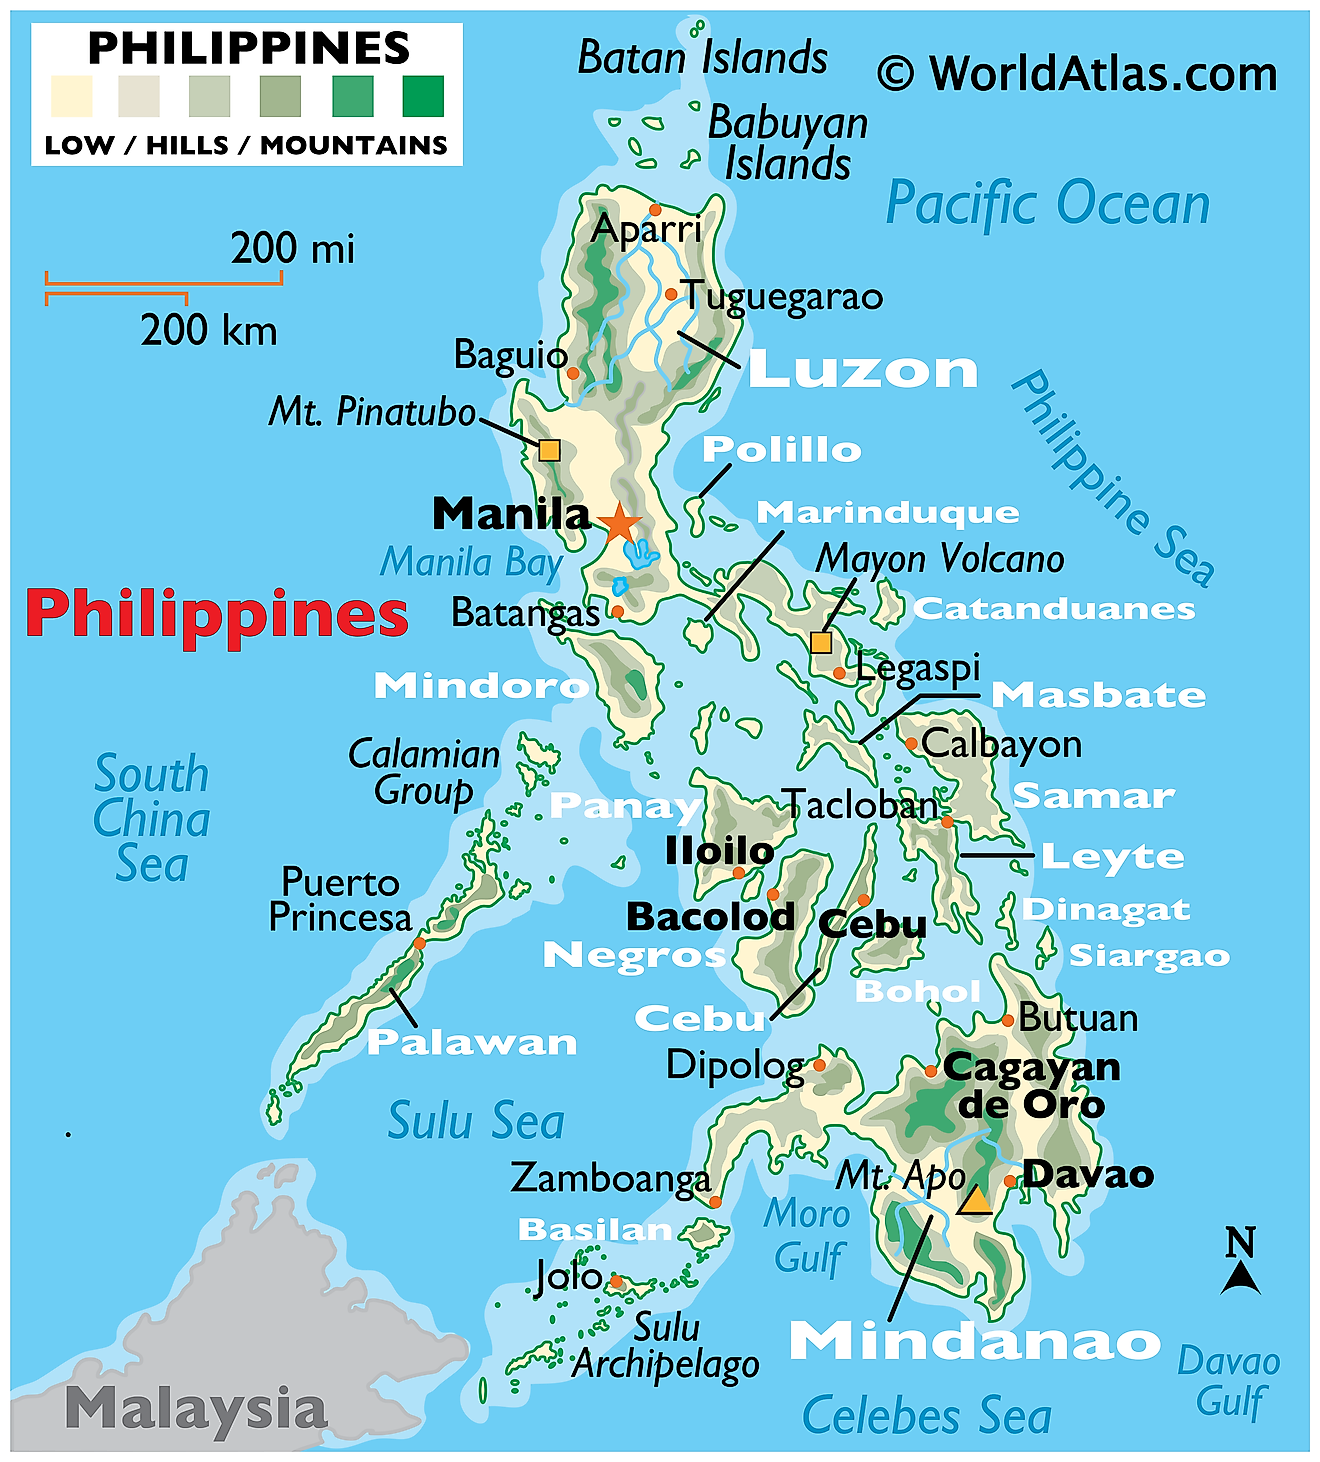 PHILIPPINES
LOW / HILLS / MOUNTAINS
Batan Islands
© WorldAtlas.com
Babuyan
Islands
Pacific Ocean
200 mi
200 km
Aparri
Tuguegarao
Baguio
Luzon
Mt. Pinatubo
Philippine Sea
Polillo
Manila
Marinduque
Manila Bay
Mayon Volcano
Philippines
Batangas
Catanduanes
Legaspi
Mindoro
Masbate
Calamian
Group
Calbayon
South
China
Sea
Panay
Tacloban
Samar
Iloilo
Leyte
Puerto
Princesa
Bacolod
Cebu
Dinagat
Negros
Siargao
Bohol
Cebu
Butuan
Palawan
Dipolog
Cagayan
de Oro
Sulu Sea
Zamboanga
Mt. Apo
Davao
Basilan
Moro
Gulf
N
Jolo
Sulu
Archipelago
Mindanao
Davao
Gulf
Malaysia
Celebes Sea